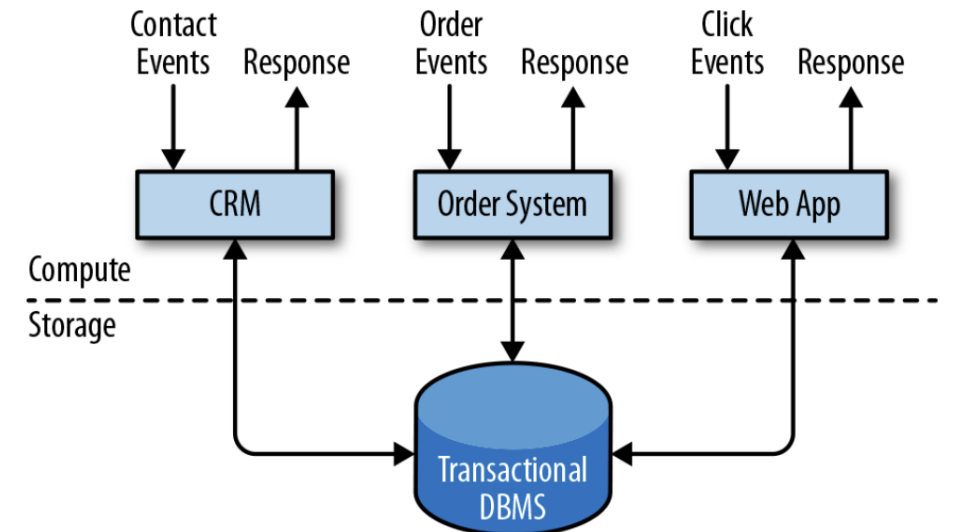 Contact
Events
Response
Order
Events
Response
Click
Events
Response
CRM
Order System
Web App
Compute
Storage
Transactional
DBMS